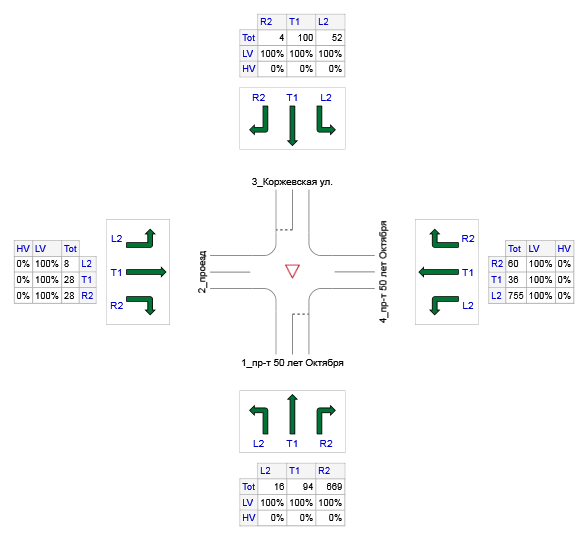 R2 T1 L2
Tot 4 100 52
LV 100% 100% 100%
HV 0% 0% 0%
R2 T1 L2
3_Коржевская ул.
HV LV Tot
0% 100% 8 L2
0% 100% 28 T1
0% 100% 28 R2
L2
T1
R2
2_проезд
4_пр-т 50 лет Октября
R2
T1
L2
Tot LV HV
R2 60 100% 0%
T1 36 100% 0%
L2 755 100% 0%
1_пр-т 50 лет Октября
L2 T1 R2
L2 T1 R2
Tot 16 94 669
LV 100% 100% 100%
HV 0% 0% 0%